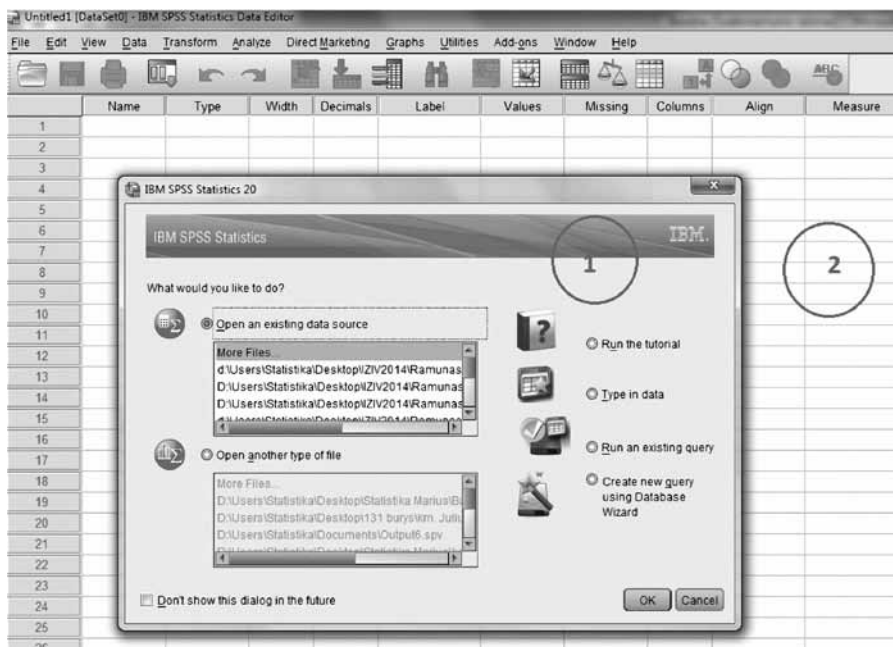 Untitled1 [DataSet0] - IBM SPSS Statistics Data Editor
File Edit View Data Transform Analyze Direct Marketing Graphs Utilities Add-ons Window Help
Name Type Width Decimals Label Values Missing Columns Align Measure
1
2
3
4
5
6
7
8
9
10
11
12
13
14
15
16
17
18
19
20
21
22
23
24
25
26
IBM SPSS Statistics 20
IBM SPSS Statistics
IBM.
1
2
What would you like to do?
Open an existing data source
More Files...
d:\Users\Statistika\Desktop\IZIV2014\Ramunas
D:\Users\Statistika\Desktop\IZIV2014\Ramunas
D:\Users\Statistika\Desktop\IZIV2014\Ramunas
Open another type of file
More Files...
D:\Users\Statistika\Desktop\Statistika Marius\Bu
D:\Users\Statistika\Desktop\131 burys\km. Juliu
D:\Users\Statistika\Documents\Output6.spv
Run the tutorial
Type in data
Run an existing query
Create new query
using Database
Wizard
Don't show this dialog in the future
OK Cancel